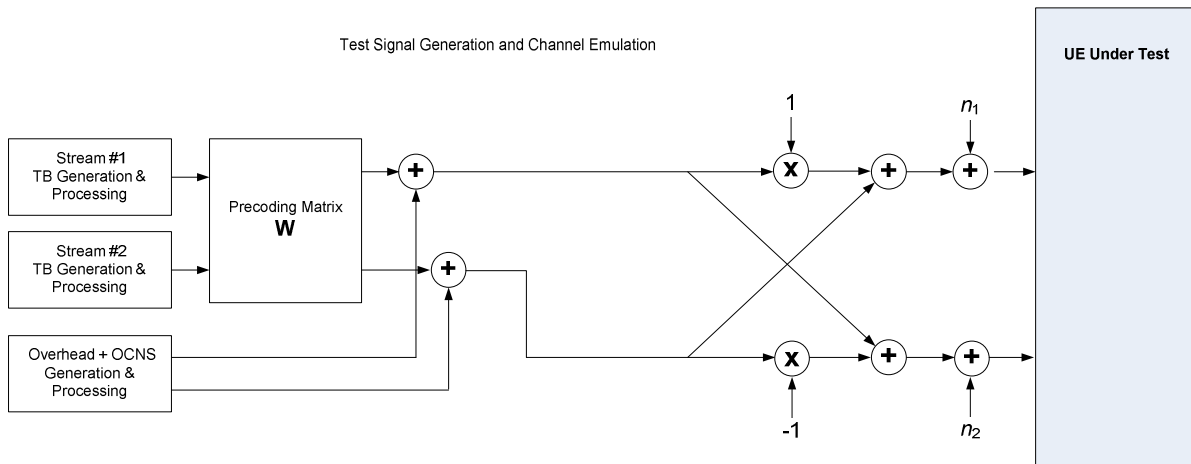 Test Signal Generation and Channel Emulation
UE Under Test
1
n1
Stream #1
TB Generation &
Processing
Precoding Matrix
W
+
x
+
+
Stream #2
TB Generation &
Processing
+
Overhead + OCNS
Generation &
Processing
x
+
+
-1
n2